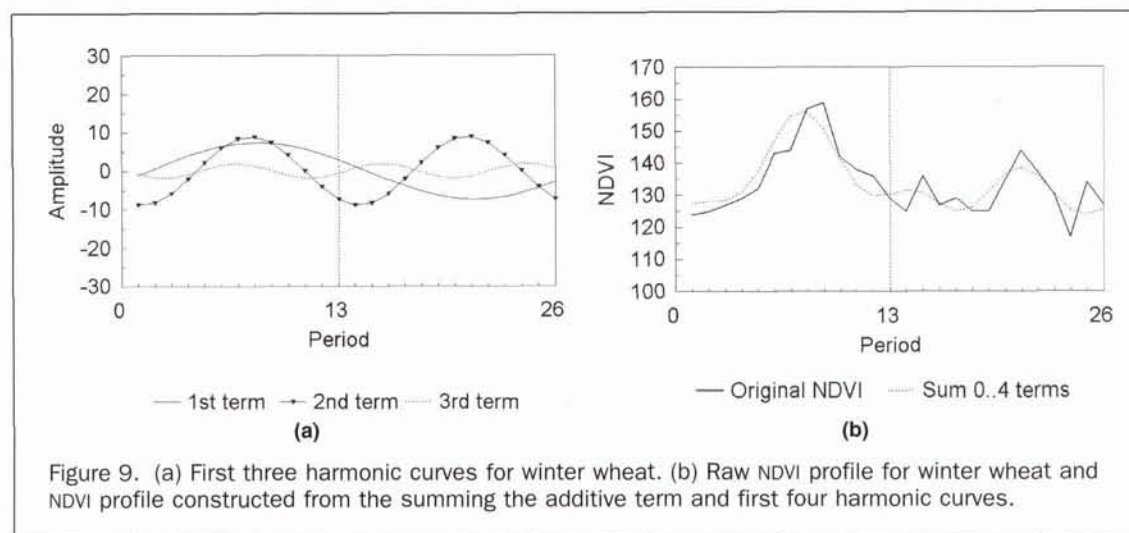 30
20
10
0
-10
-20
-30
Amplitude
0
13
26
Period
1st term
2nd term
3rd term
(a)
170
160
150
140
130
120
110
100
NDVI
0
13
26
Period
Original NDVI
Sum 0..4 terms
(b)
Figure 9. (a) First three harmonic curves for winter wheat. (b) Raw NDVI profile for winter wheat and
NDVI profile constructed from the summing the additive term and first four harmonic curves.